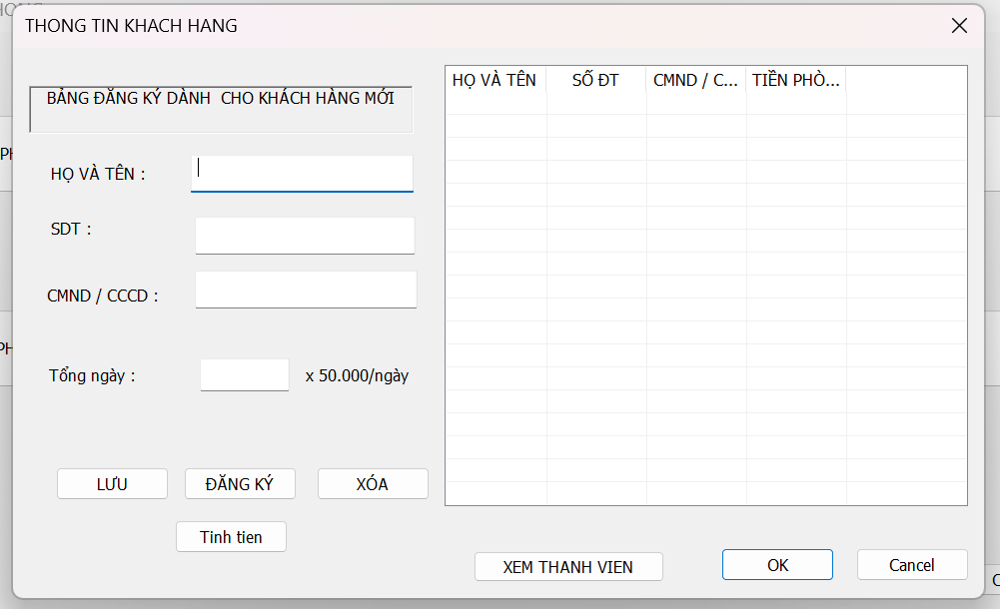 THONG TIN KHACH HANG
BẢNG ĐĂNG KÝ DÀNH CHO KHÁCH HÀNG MỚI
HỌ VÀ TÊN :
SDT :
CMND / CCCD :
Tổng ngày :
x 50.000/ngày
LƯU
ĐĂNG KÝ
XÓA
Tinh tien
HỌ VÀ TÊN
SỐ ĐT
CMND / C...
TIỀN PHÒ...
XEM THANH VIEN
OK
Cancel